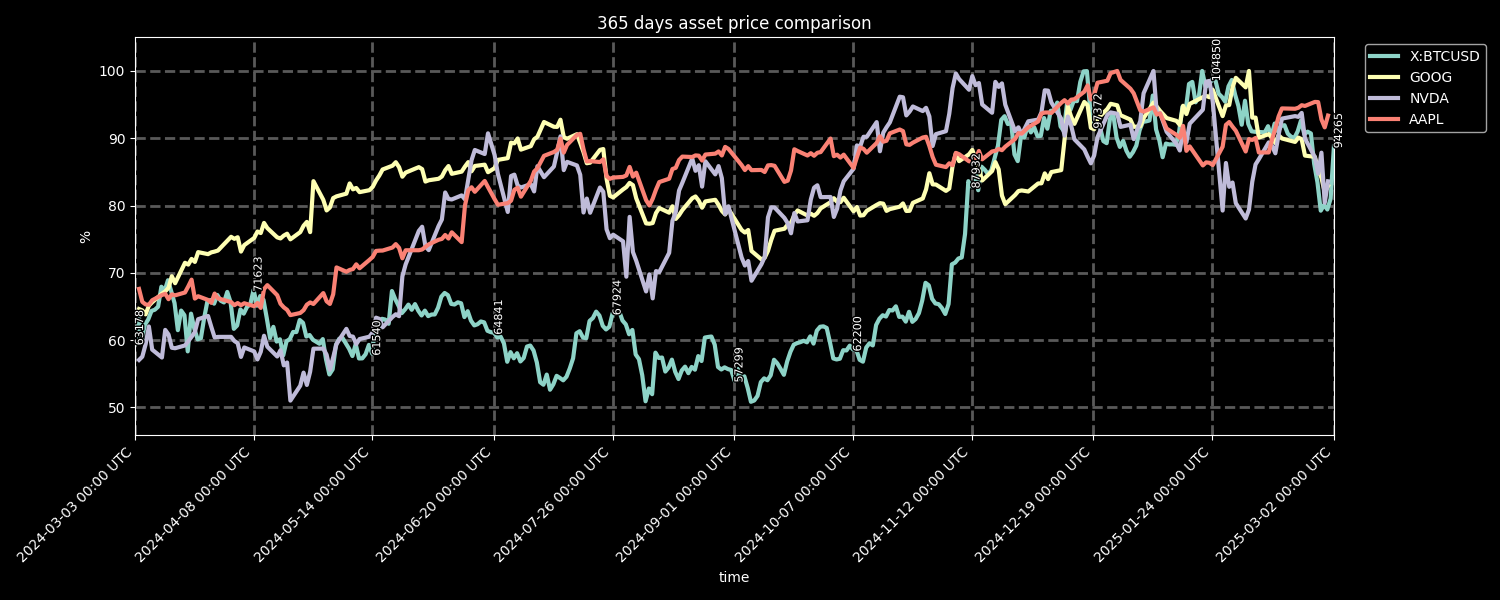 365 days asset price comparison
X:BTCUSD
GOOG
NVDA
AAPL
%
100
90
80
70
60
50
63178
71623
61540
64841
67924
57299
62200
87932
97372
104850
94265
2024-03-03 00:00 UTC
2024-04-08 00:00 UTC
2024-05-14 00:00 UTC
2024-06-20 00:00 UTC
2024-07-26 00:00 UTC
2024-09-01 00:00 UTC
2024-10-07 00:00 UTC
2024-11-12 00:00 UTC
2024-12-19 00:00 UTC
2025-01-24 00:00 UTC
2025-03-02 00:00 UTC
time